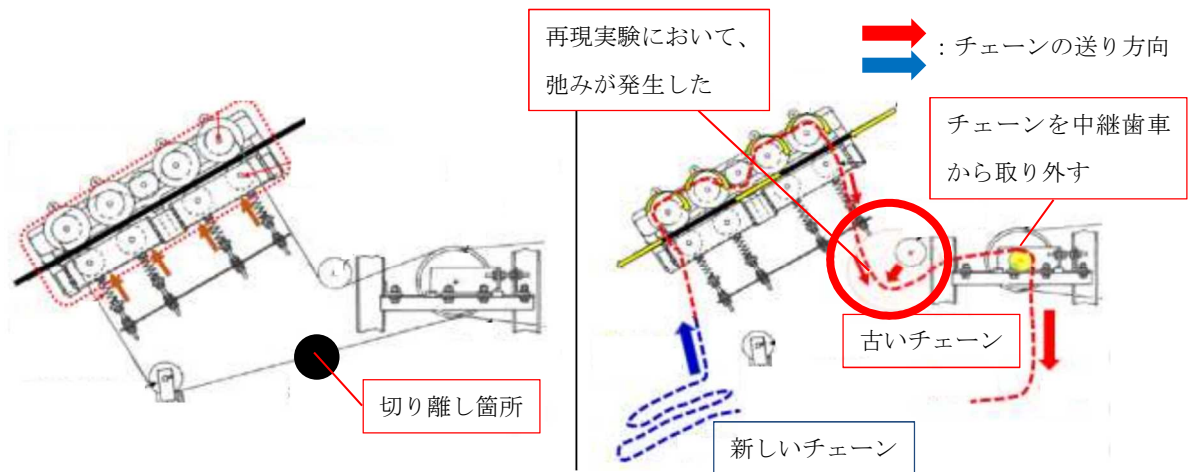 再現実験において、
弛みが発生した
：チェーンの送り方向
チェーンを中継歯車
から取り外す
古いチェーン
切り離し箇所
新しいチェーン